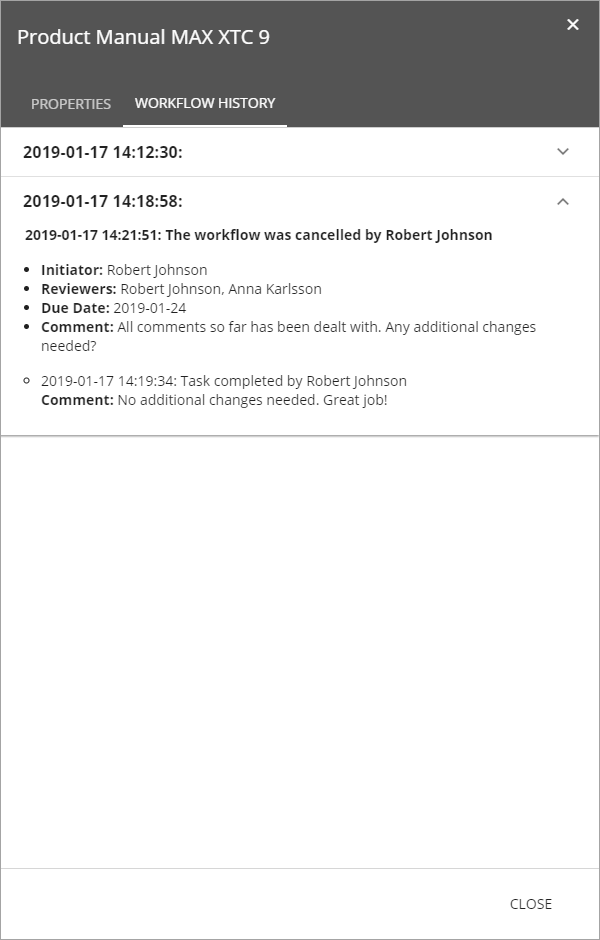 Product Manual MAX XTC 9
PROPERTIES WORKFLOW HISTORY
2019-01-17 14:12:30:
2019-01-17 14:18:58:
2019-01-17 14:21:51: The workflow was cancelled by Robert Johnson
Initiator: Robert Johnson
Reviewers: Robert Johnson, Anna Karlsson
Due Date: 2019-01-24
Comment: All comments so far has been dealt with. Any additional changes
needed?
2019-01-17 14:19:34: Task completed by Robert Johnson
Comment: No additional changes needed. Great job!
CLOSE